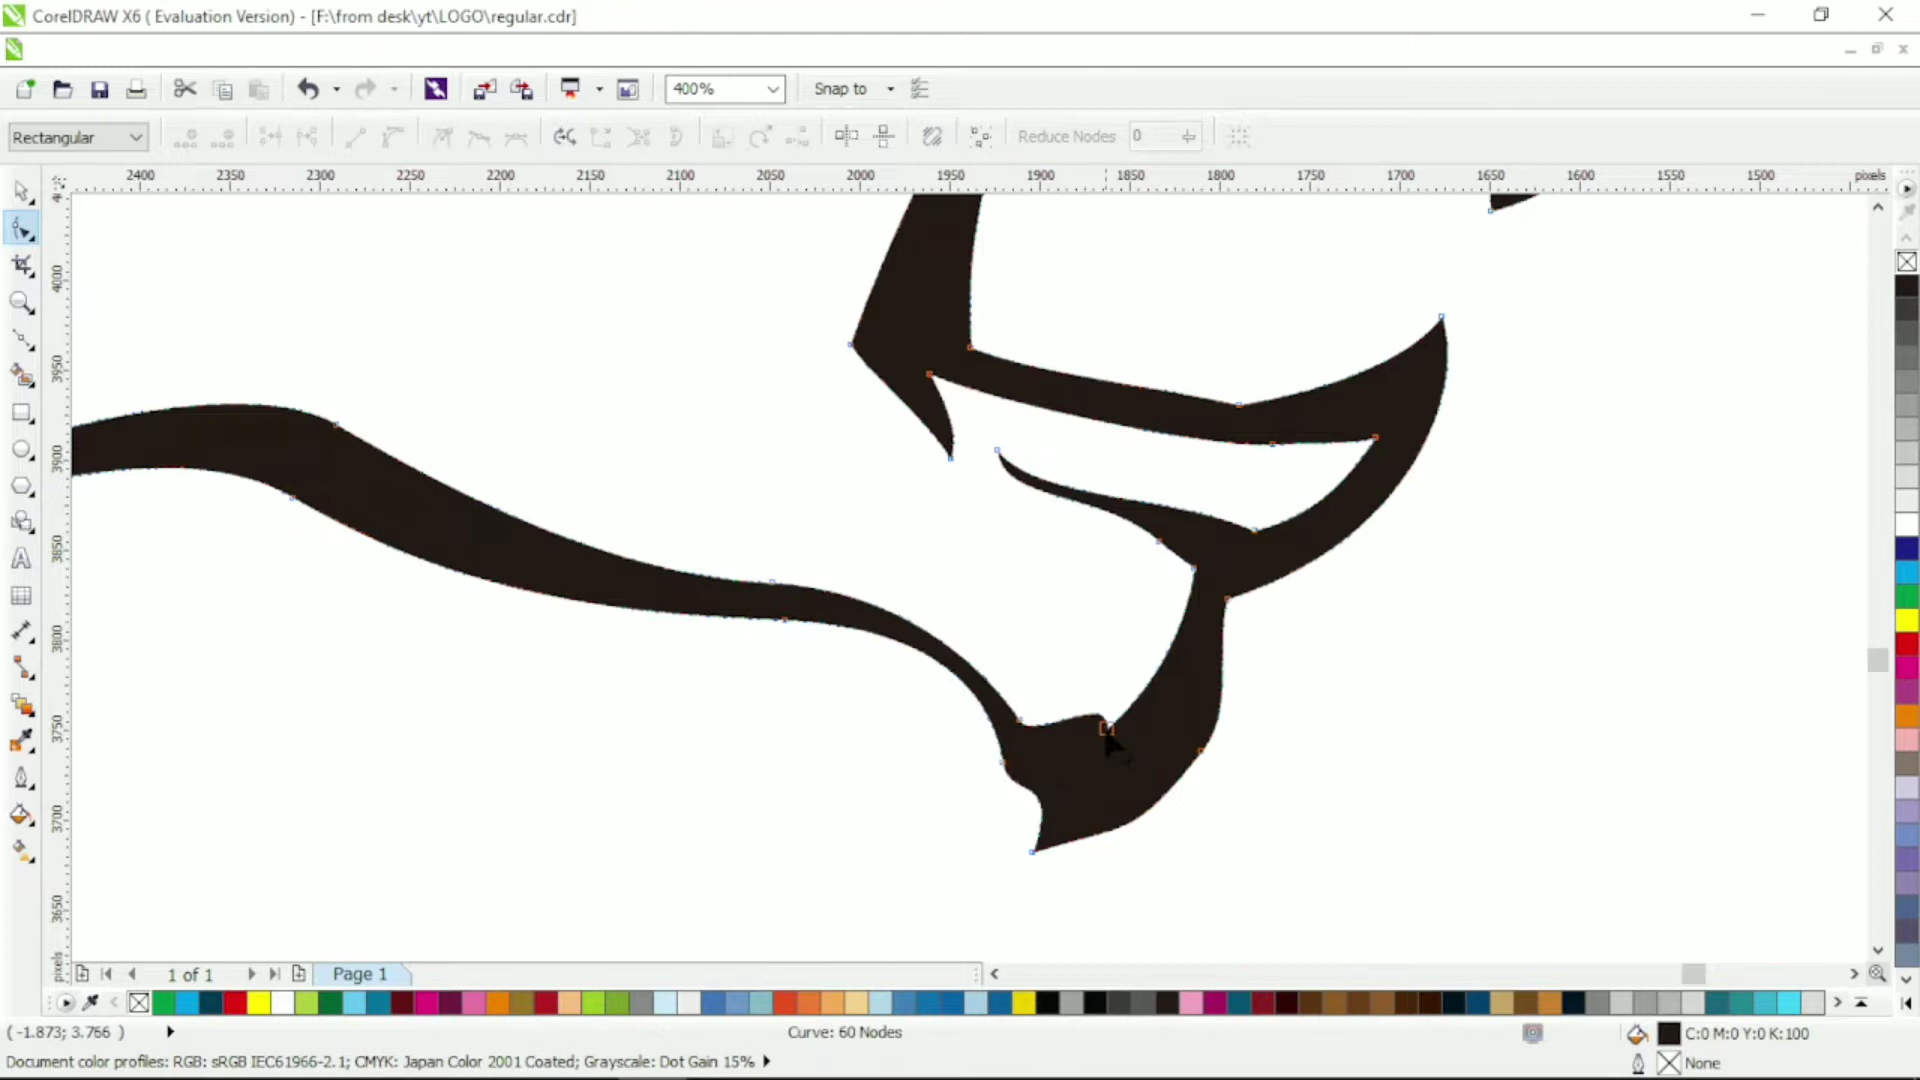 CorelDRAW X6 ( Evaluation Version) - [F:\from desk\yt\LOGO\regular.cdr]
400%
Snap to
Rectangular
Reduce Nodes 0
2400 2350 2300 2250 2200 2150 2100 2050 2000 1950 1900 1850 1800 1750 1700 1650 1600 1550 1500 pixels
4000
3950
3900
3850
3800
3750
3700
3650
pixels
1 of 1
Page 1
( -1.873; 3.766 )
Curve: 60 Nodes
C:0 M:0 Y:0 K:100
Document color profiles: RGB: sRGB IEC61966-2.1; CMYK: Japan Color 2001 Coated; Grayscale: Dot Gain 15%
None